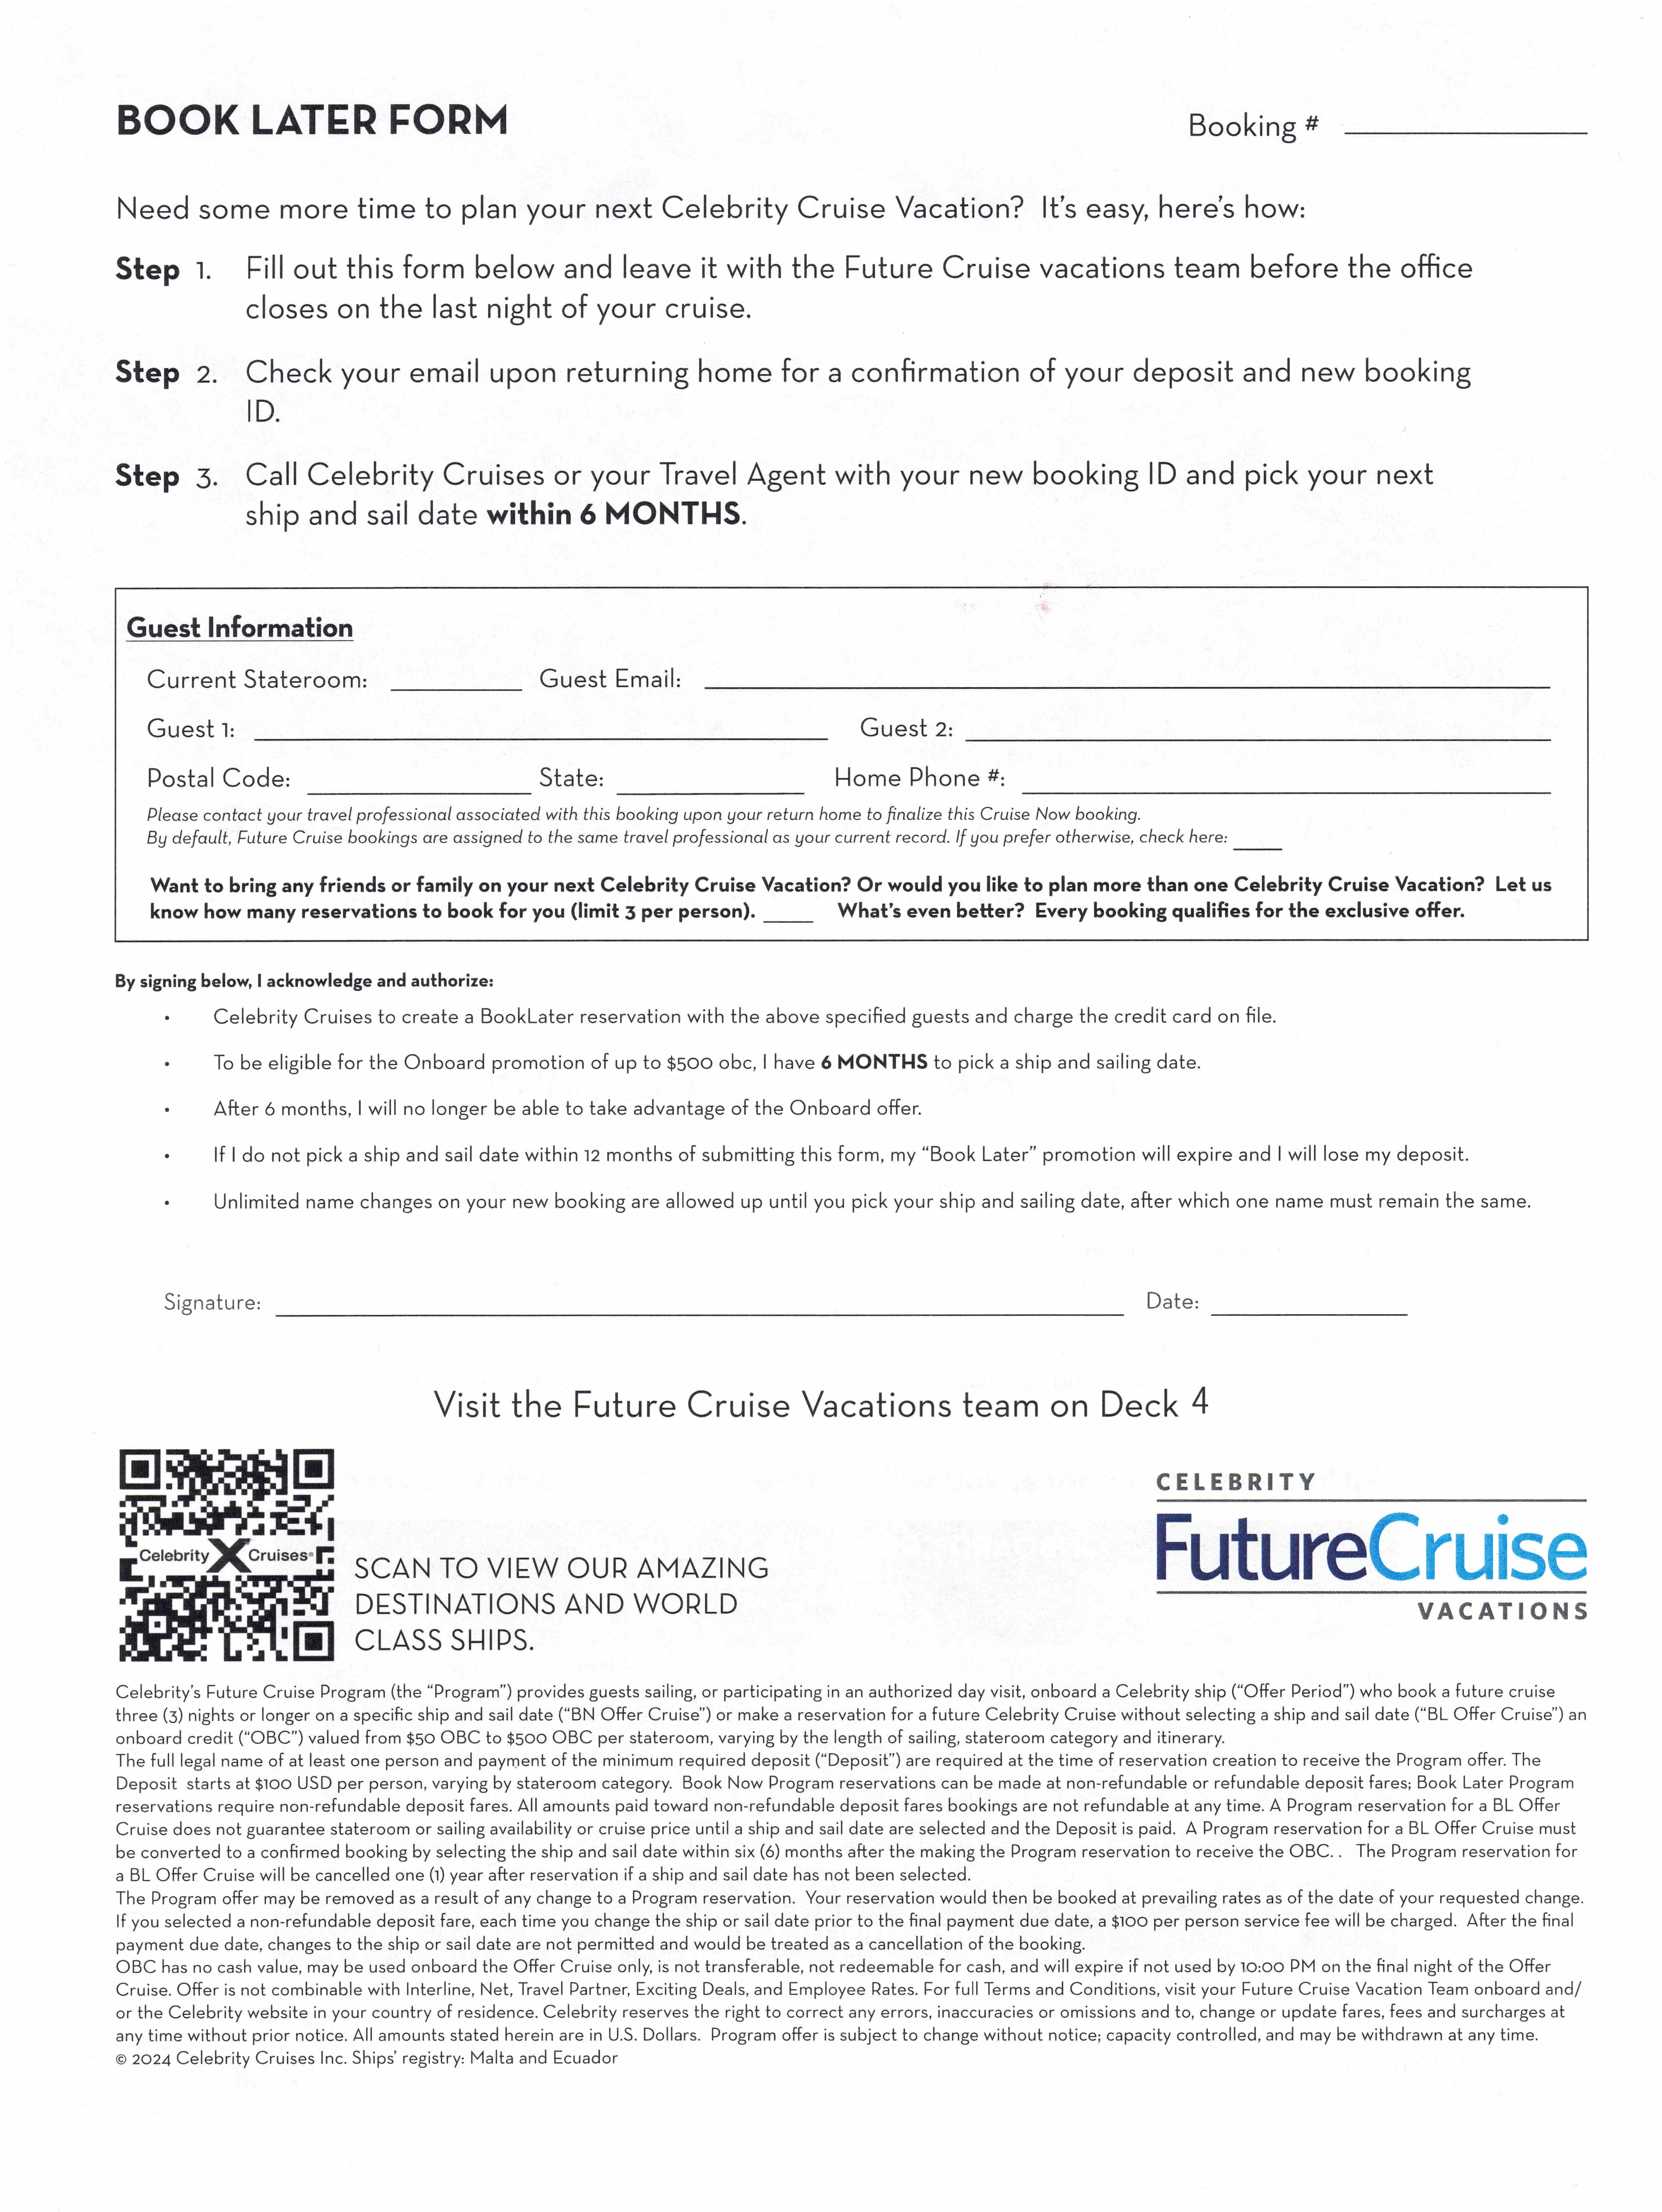 BOOK LATER FORM
Booking #
Need some more time to plan your next Celebrity Cruise Vacation? It's easy, here's how:
Step 1. Fill out this form below and leave it with the Future Cruise vacations team before the office
closes on the last night of your cruise.
Step 2. Check your email upon returning home for a confirmation of your deposit and new booking
ID.
Step 3. Call Celebrity Cruises or your Travel Agent with your new booking ID and pick your next
ship and sail date within 6 MONTHS.
Guest Information
Current Stateroom: Guest Email:
Guest 1: Guest 2:
Postal Code: State: Home Phone #:
Please contact your travel professional associated with this booking upon your return home to finalize this Cruise Now booking.
By default, Future Cruise bookings are assigned to the same travel professional as your current record. If you prefer otherwise, check here:
Want to bring any friends or family on your next Celebrity Cruise Vacation? Or would you like to plan more than one Celebrity Cruise Vacation? Let us
know how many reservations to book for you (limit 3 per person). What's even better? Every booking qualifies for the exclusive offer.
By signing below, I acknowledge and authorize:
• Celebrity Cruises to create a BookLater reservation with the above specified guests and charge the credit card on file.
• To be eligible for the Onboard promotion of up to $500 obc, I have 6 MONTHS to pick a ship and sailing date.
• After 6 months, I will no longer be able to take advantage of the Onboard offer.
• If I do not pick a ship and sail date within 12 months of submitting this form, my “Book Later” promotion will expire and I will lose my deposit.
• Unlimited name changes on your new booking are allowed up until you pick your ship and sailing date, after which one name must remain the same.
Signature: Date:
Visit the Future Cruise Vacations team on Deck 4
Celebrity X Cruises®
SCAN TO VIEW OUR AMAZING
DESTINATIONS AND WORLD
CLASS SHIPS.
CELEBRITY
FutureCruise
VACATIONS
Celebrity's Future Cruise Program (the “Program”) provides guests sailing, or participating in an authorized day visit, onboard a Celebrity ship (“Offer Period”) who book a future cruise
three (3) nights or longer on a specific ship and sail date (“BN Offer Cruise”) or make a reservation for a future Celebrity Cruise without selecting a ship and sail date (“BL Offer Cruise”) an
onboard credit (“OBC”) valued from $50 OBC to $500 OBC per stateroom, varying by the length of sailing, stateroom category and itinerary.
The full legal name of at least one person and payment of the minimum required deposit (“Deposit”) are required at the time of reservation creation to receive the Program offer. The
Deposit starts at $100 USD per person, varying by stateroom category. Book Now Program reservations can be made at non-refundable or refundable deposit fares; Book Later Program
reservations require non-refundable deposit fares. All amounts paid toward non-refundable deposit fares bookings are not refundable at any time. A Program reservation for a BL Offer
Cruise does not guarantee stateroom or sailing availability or cruise price until a ship and sail date are selected and the Deposit is paid. A Program reservation for a BL Offer Cruise must
be converted to a confirmed booking by selecting the ship and sail date within six (6) months after the making the Program reservation to receive the OBC. . The Program reservation for
a BL Offer Cruise will be cancelled one (1) year after reservation if a ship and sail date has not been selected.
The Program offer may be removed as a result of any change to a Program reservation. Your reservation would then be booked at prevailing rates as of the date of your requested change.
If you selected a non-refundable deposit fare, each time you change the ship or sail date prior to the final payment due date, a $100 per person service fee will be charged. After the final
payment due date, changes to the ship or sail date are not permitted and would be treated as a cancellation of the booking.
OBC has no cash value, may be used onboard the Offer Cruise only, is not transferable, not redeemable for cash, and will expire if not used by 10:00 PM on the final night of the Offer
Cruise. Offer is not combinable with Interline, Net, Travel Partner, Exciting Deals, and Employee Rates. For full Terms and Conditions, visit your Future Cruise Vacation Team onboard and/
or the Celebrity website in your country of residence. Celebrity reserves the right to correct any errors, inaccuracies or omissions and to, change or update fares, fees and surcharges at
any time without prior notice. All amounts stated herein are in U.S. Dollars. Program offer is subject to change without notice; capacity controlled, and may be withdrawn at any time.
© 2024 Celebrity Cruises Inc. Ships' registry: Malta and Ecuador